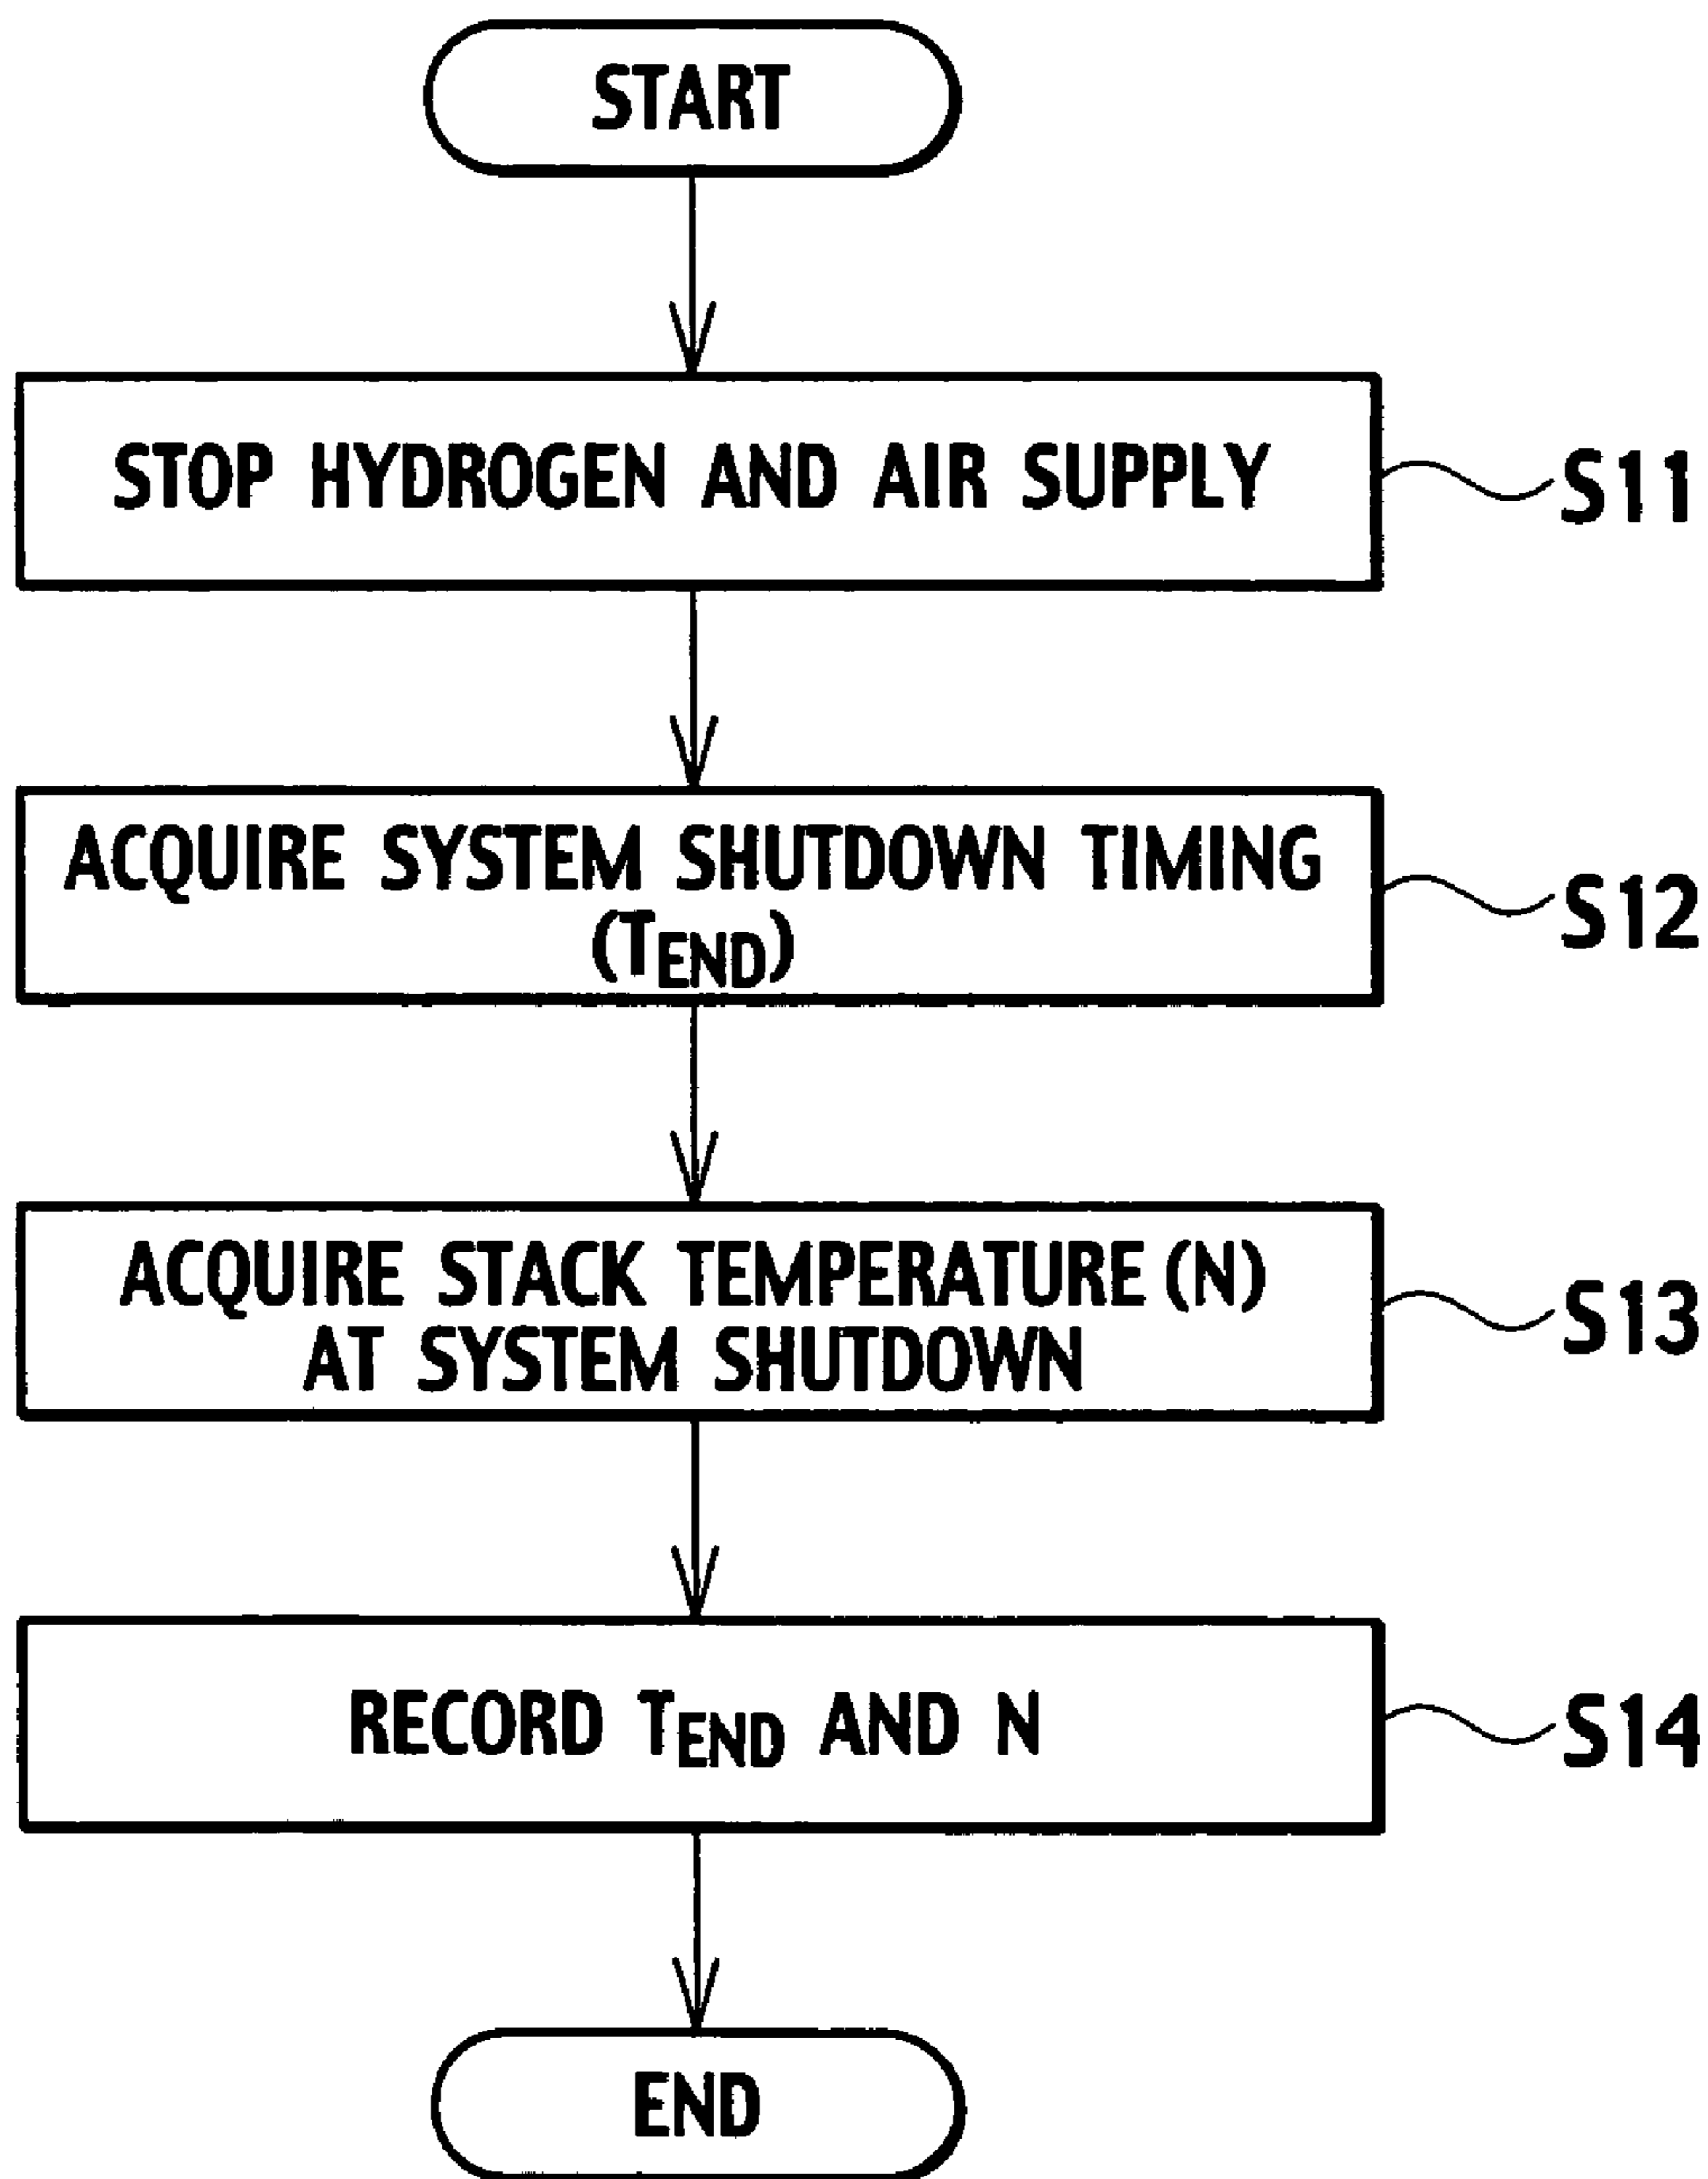 START
STOP HYDROGEN AND AIR SUPPLY
S11
ACQUIRE SYSTEM SHUTDOWN TIMING
(TEND)
S12
ACQUIRE STACK TEMPERATURE (N)
AT SYSTEM SHUTDOWN
S13
RECORD TEND AND N
S14
END